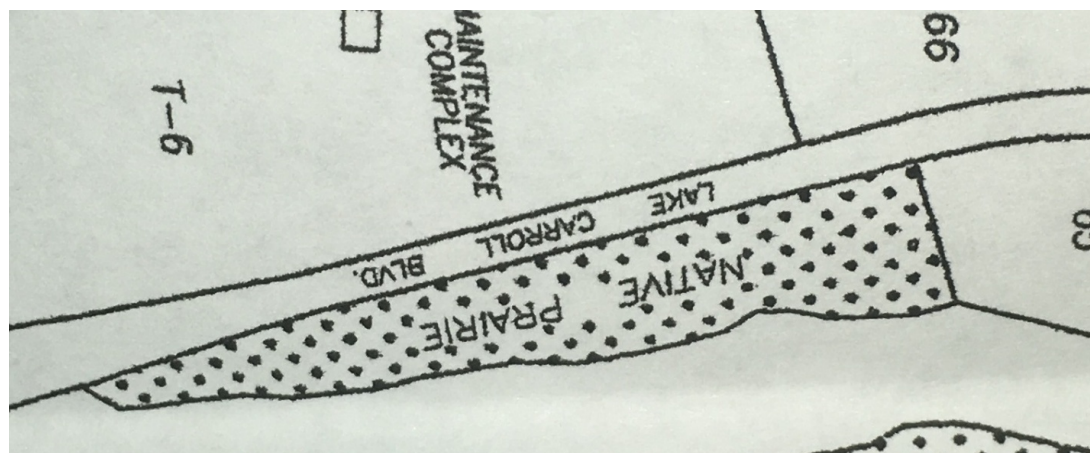 MAINTENANCE
COMPLEX
T-6
66
LAKE CARROLL BLVD.
NATIVE PRAIRIE